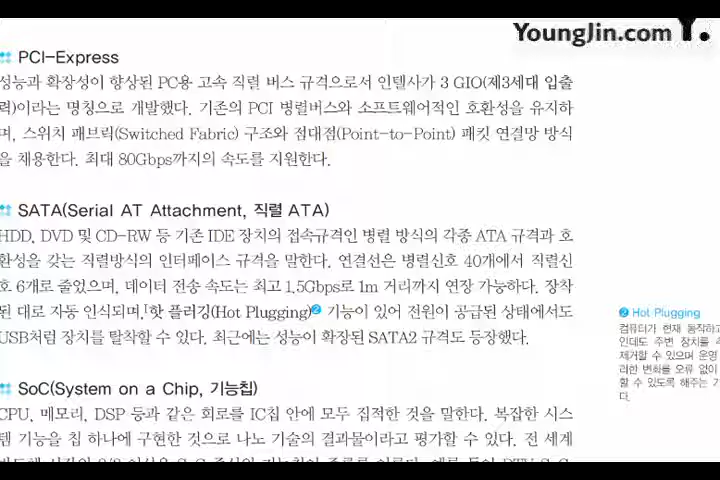 YoungJin.com Y.
PCI-Express
성능과 확장성이 향상된 PC용 고속 직렬 버스 규격으로서 인텔사가 3 GIO(제3세대 입출
력)이라는 명칭으로 개발했다. 기존의 PCI 병렬버스와 소프트웨어적인 호환성을 유지하
며, 스위치 패브릭(Switched Fabric) 구조와 점대점(Point-to-Point) 패킷 연결망 방식
을 채용한다. 최대 80Gbps까지의 속도를 지원한다.
SATA(Serial AT Attachment, 직렬 ATA)
HDD, DVD 및 CD-RW 등 기존 IDE 장치의 접속규격인 병렬 방식의 각종 ATA 규격과 호
환성을 갖는 직렬방식의 인터페이스 규격을 말한다. 연결선은 병렬신호 40개에서 직렬신
호 6개로 줄었으며, 데이터 전송 속도는 최고 1.5Gbps로 1m 거리까지 연장 가능하다. 장착
된 대로 자동 인식되며, 핫 플러깅(Hot Plugging)❷ 기능이 있어 전원이 공급된 상태에서도
USB처럼 장치를 탈착할 수 있다. 최근에는 성능이 확장된 SATA2 규격도 등장했다.
❷ Hot Plugging
컴퓨터가 현재 동작하고
인데도 주변 장치를
제거할 수 있으며 운영
러한 변화를 오류 없이
할 수 있도록 해주는
다.
SoC(System on a Chip, 기능칩)
CPU, 메모리, DSP 등과 같은 회로를 IC칩 안에 모두 집적한 것을 말한다. 복잡한 시스
템 기능을 칩 하나에 구현한 것으로 나노 기술의 결과물이라고 평가할 수 있다. 전 세계